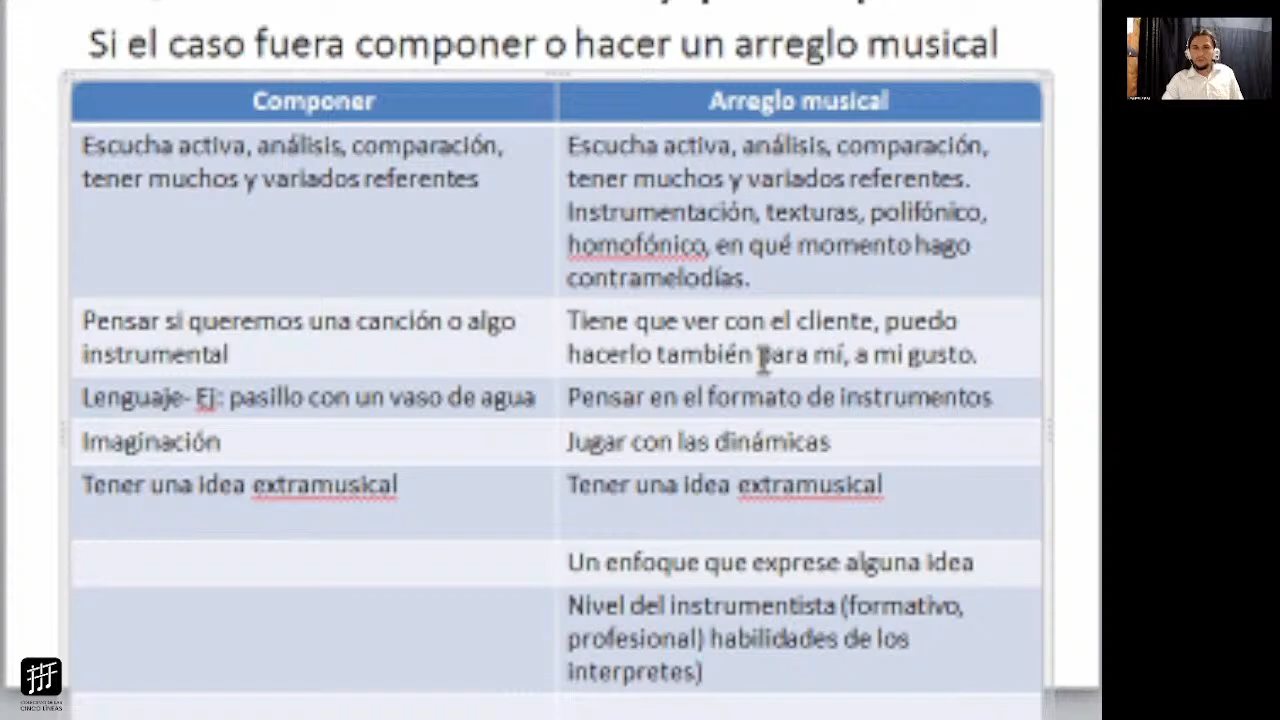 Si el caso fuera componer o hacer un arreglo musical
Componer
Arreglo musical
Escucha activa, análisis, comparación,
tener muchos y variados referentes
Escucha activa, análisis, comparación,
tener muchos y variados referentes.
Instrumentación, texturas, polifónico,
homofónico, en qué momento hago
contramelodías.
Pensar si queremos una canción o algo
instrumental
Tiene que ver con el cliente, puedo
hacerlo también para mí, a mi gusto.
Lenguaje- Ej: pasillo con un vaso de agua
Pensar en el formato de instrumentos
Imaginación
Jugar con las dinámicas
Tener una idea extramusical
Tener una idea extramusical
Un enfoque que exprese alguna idea
Nivel del instrumentista (formativo,
profesional) habilidades de los
interpretes)
CINCO LÍNEAS